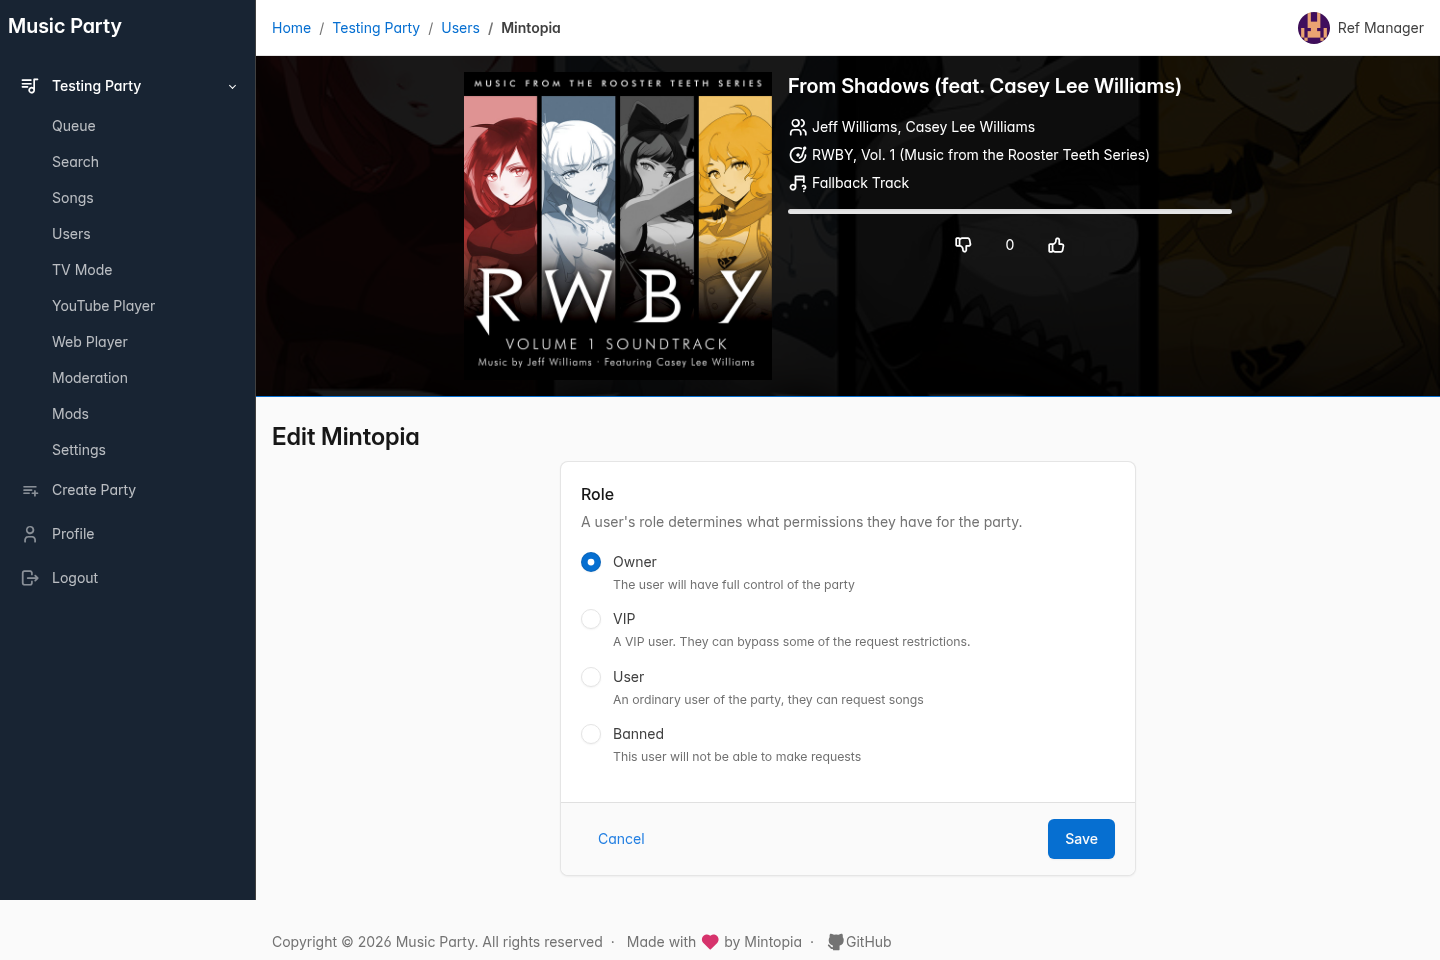 Music Party
Home / Testing Party / Users / Mintopia
Ref Manager
Testing Party
Queue
Search
Songs
Users
TV Mode
YouTube Player
Web Player
Moderation
Mods
Settings
Create Party
Profile
Logout
MUSIC FROM THE ROOSTER TEETH SERIES
RWBY
VOLUME 1 SOUNDTRACK
Music by Jeff Williams · Featuring Casey Lee Williams
From Shadows (feat. Casey Lee Williams)
Jeff Williams, Casey Lee Williams
RWBY, Vol. 1 (Music from the Rooster Teeth Series)
Fallback Track
0
Edit Mintopia
Role
A user's role determines what permissions they have for the party.
Owner
The user will have full control of the party
VIP
A VIP user. They can bypass some of the request restrictions.
User
An ordinary user of the party, they can request songs
Banned
This user will not be able to make requests
Cancel
Save
Copyright © 2026 Music Party. All rights reserved · Made with by Mintopia · GitHub